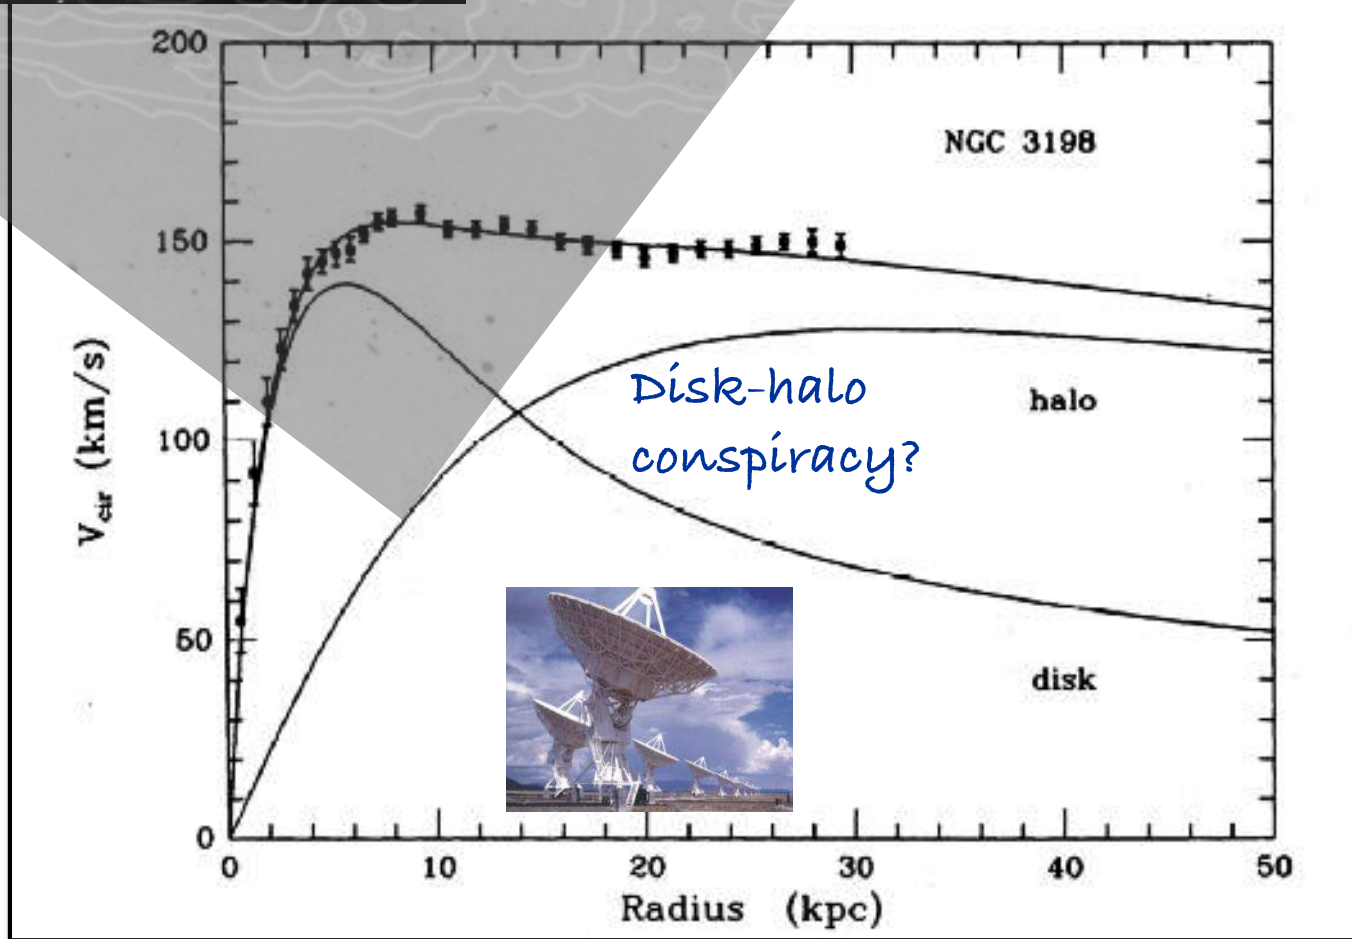 200
NGC 3198
150
Disk-halo
conspiracy?
halo
100
V_cir (km/s)
50
disk
0
0 10 20 30 40 50
Radius (kpc)